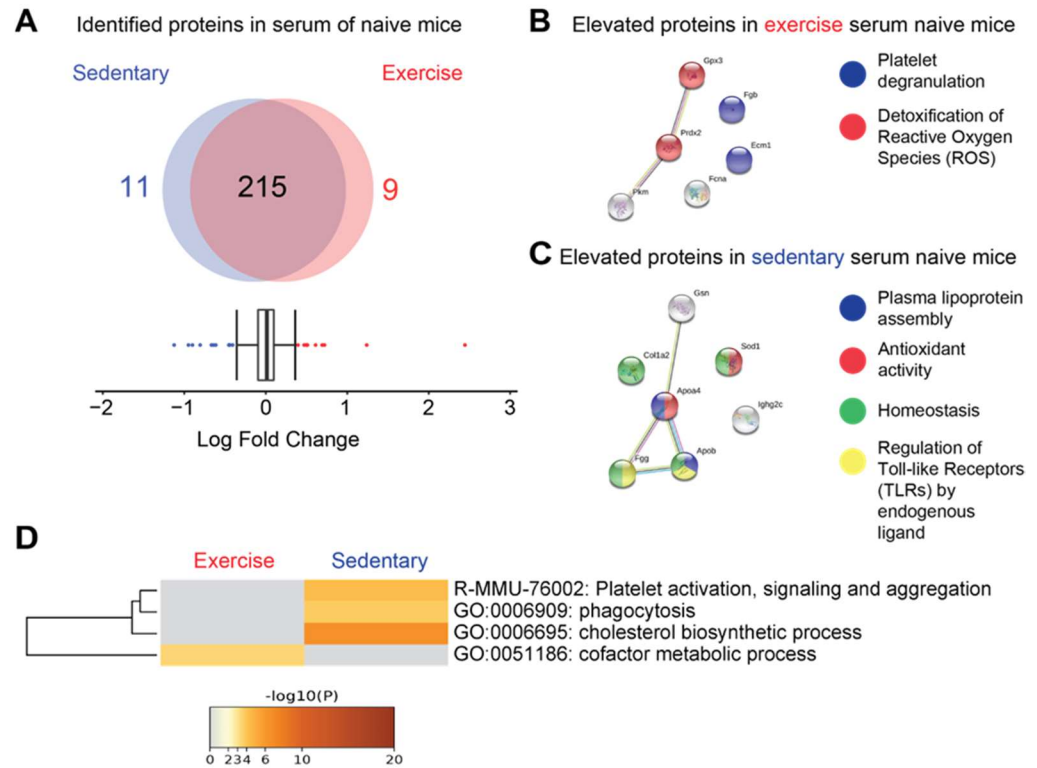 A
Identified proteins in serum of naive mice
Sedentary
Exercise
11
215
9
−2
−1
0
1
2
3
Log Fold Change
B
Elevated proteins in exercise serum naive mice
Gpx3
Fgb
Prdx2
Ecm1
Fcna
Pkm
Platelet
degranulation
Detoxification of
Reactive Oxygen
Species (ROS)
C
Elevated proteins in sedentary serum naive mice
Gsn
Col1a2
Sod1
Apoa4
Ighg2c
Fgg
Apob
Plasma lipoprotein
assembly
Antioxidant
activity
Homeostasis
Regulation of
Toll-like Receptors
(TLRs) by
endogenous
ligand
D
Exercise
Sedentary
R-MMU-76002: Platelet activation, signaling and aggregation
GO:0006909: phagocytosis
GO:0006695: cholesterol biosynthetic process
GO:0051186: cofactor metabolic process
-log10(P)
0 2 3 4 6 10 20